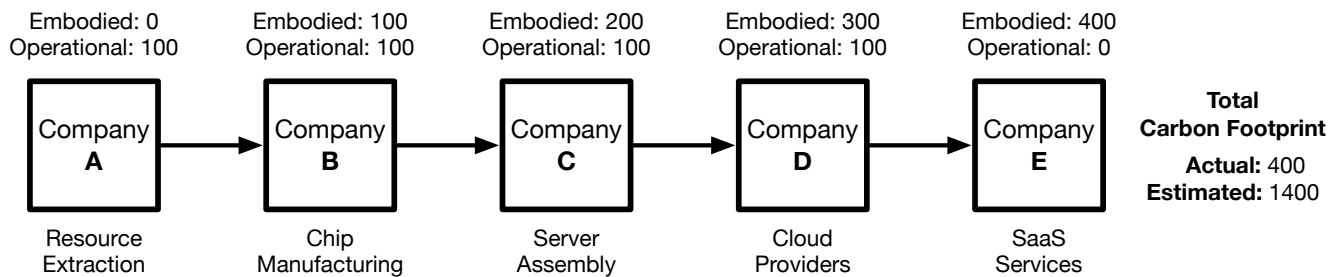 Embodied: 0
Operational: 100
Embodied: 100
Operational: 100
Embodied: 200
Operational: 100
Embodied: 300
Operational: 100
Embodied: 400
Operational: 0
Company
A
Company
B
Company
C
Company
D
Company
E
Total
Carbon Footprint
Actual: 400
Estimated: 1400
Resource
Extraction
Chip
Manufacturing
Server
Assembly
Cloud
Providers
SaaS
Services